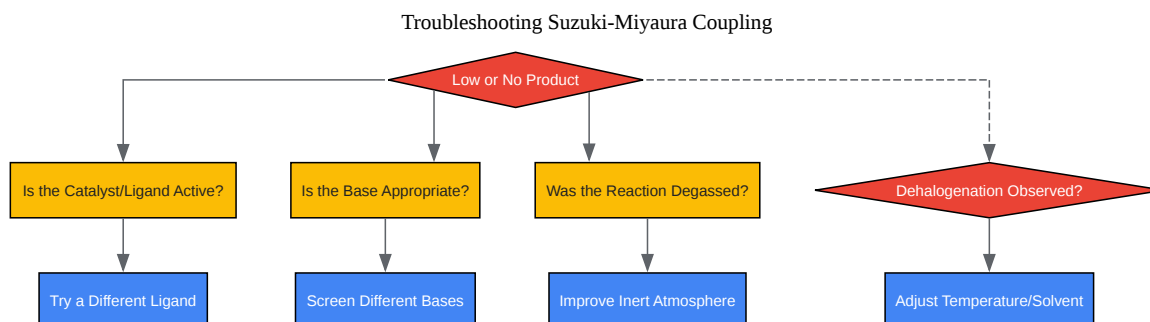 Troubleshooting Suzuki-Miyaura Coupling
Low or No Product
Is the Catalyst/Ligand Active?
Is the Base Appropriate?
Was the Reaction Degassed?
Dehalogenation Observed?
Try a Different Ligand
Screen Different Bases
Improve Inert Atmosphere
Adjust Temperature/Solvent